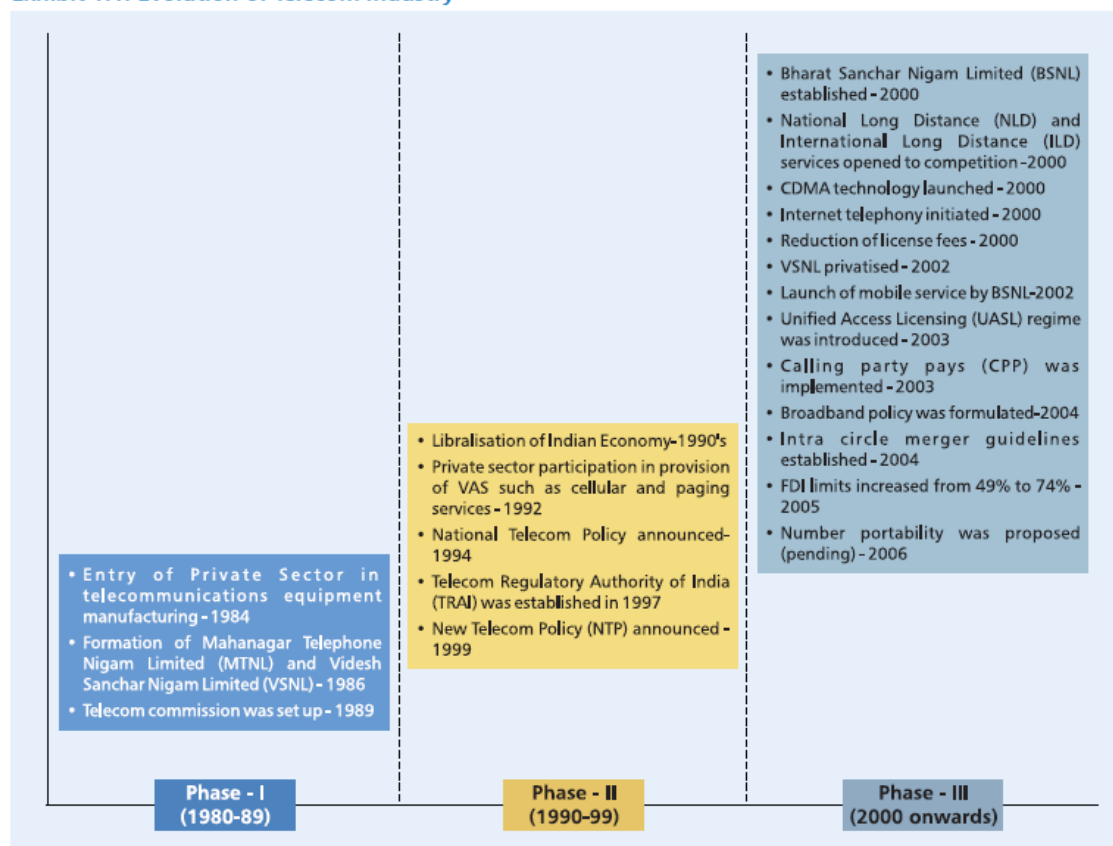 Exhibit Evolution of Telecom Industry
• Entry of Private Sector in
telecommunications equipment
manufacturing - 1984
• Formation of Mahanagar Telephone
Nigam Limited (MTNL) and Videsh
Sanchar Nigam Limited (VSNL) - 1986
• Telecom commission was set up - 1989
Phase - I
(1980-89)
• Libralisation of Indian Economy-1990's
• Private sector participation in provision
of VAS such as cellular and paging
services - 1992
• National Telecom Policy announced-
1994
• Telecom Regulatory Authority of India
(TRAI) was established in 1997
• New Telecom Policy (NTP) announced -
1999
Phase - II
(1990-99)
• Bharat Sanchar Nigam Limited (BSNL)
established - 2000
• National Long Distance (NLD) and
International Long Distance (ILD)
services opened to competition -2000
• CDMA technology launched - 2000
• Internet telephony initiated - 2000
• Reduction of license fees - 2000
• VSNL privatised - 2002
• Launch of mobile service by BSNL-2002
• Unified Access Licensing (UASL) regime
was introduced - 2003
• Calling party pays (CPP) was
implemented - 2003
• Broadband policy was formulated-2004
• Intra circle merger guidelines
established - 2004
• FDI limits increased from 49% to 74% -
2005
• Number portability was proposed
(pending) - 2006
Phase - III
(2000 onwards)